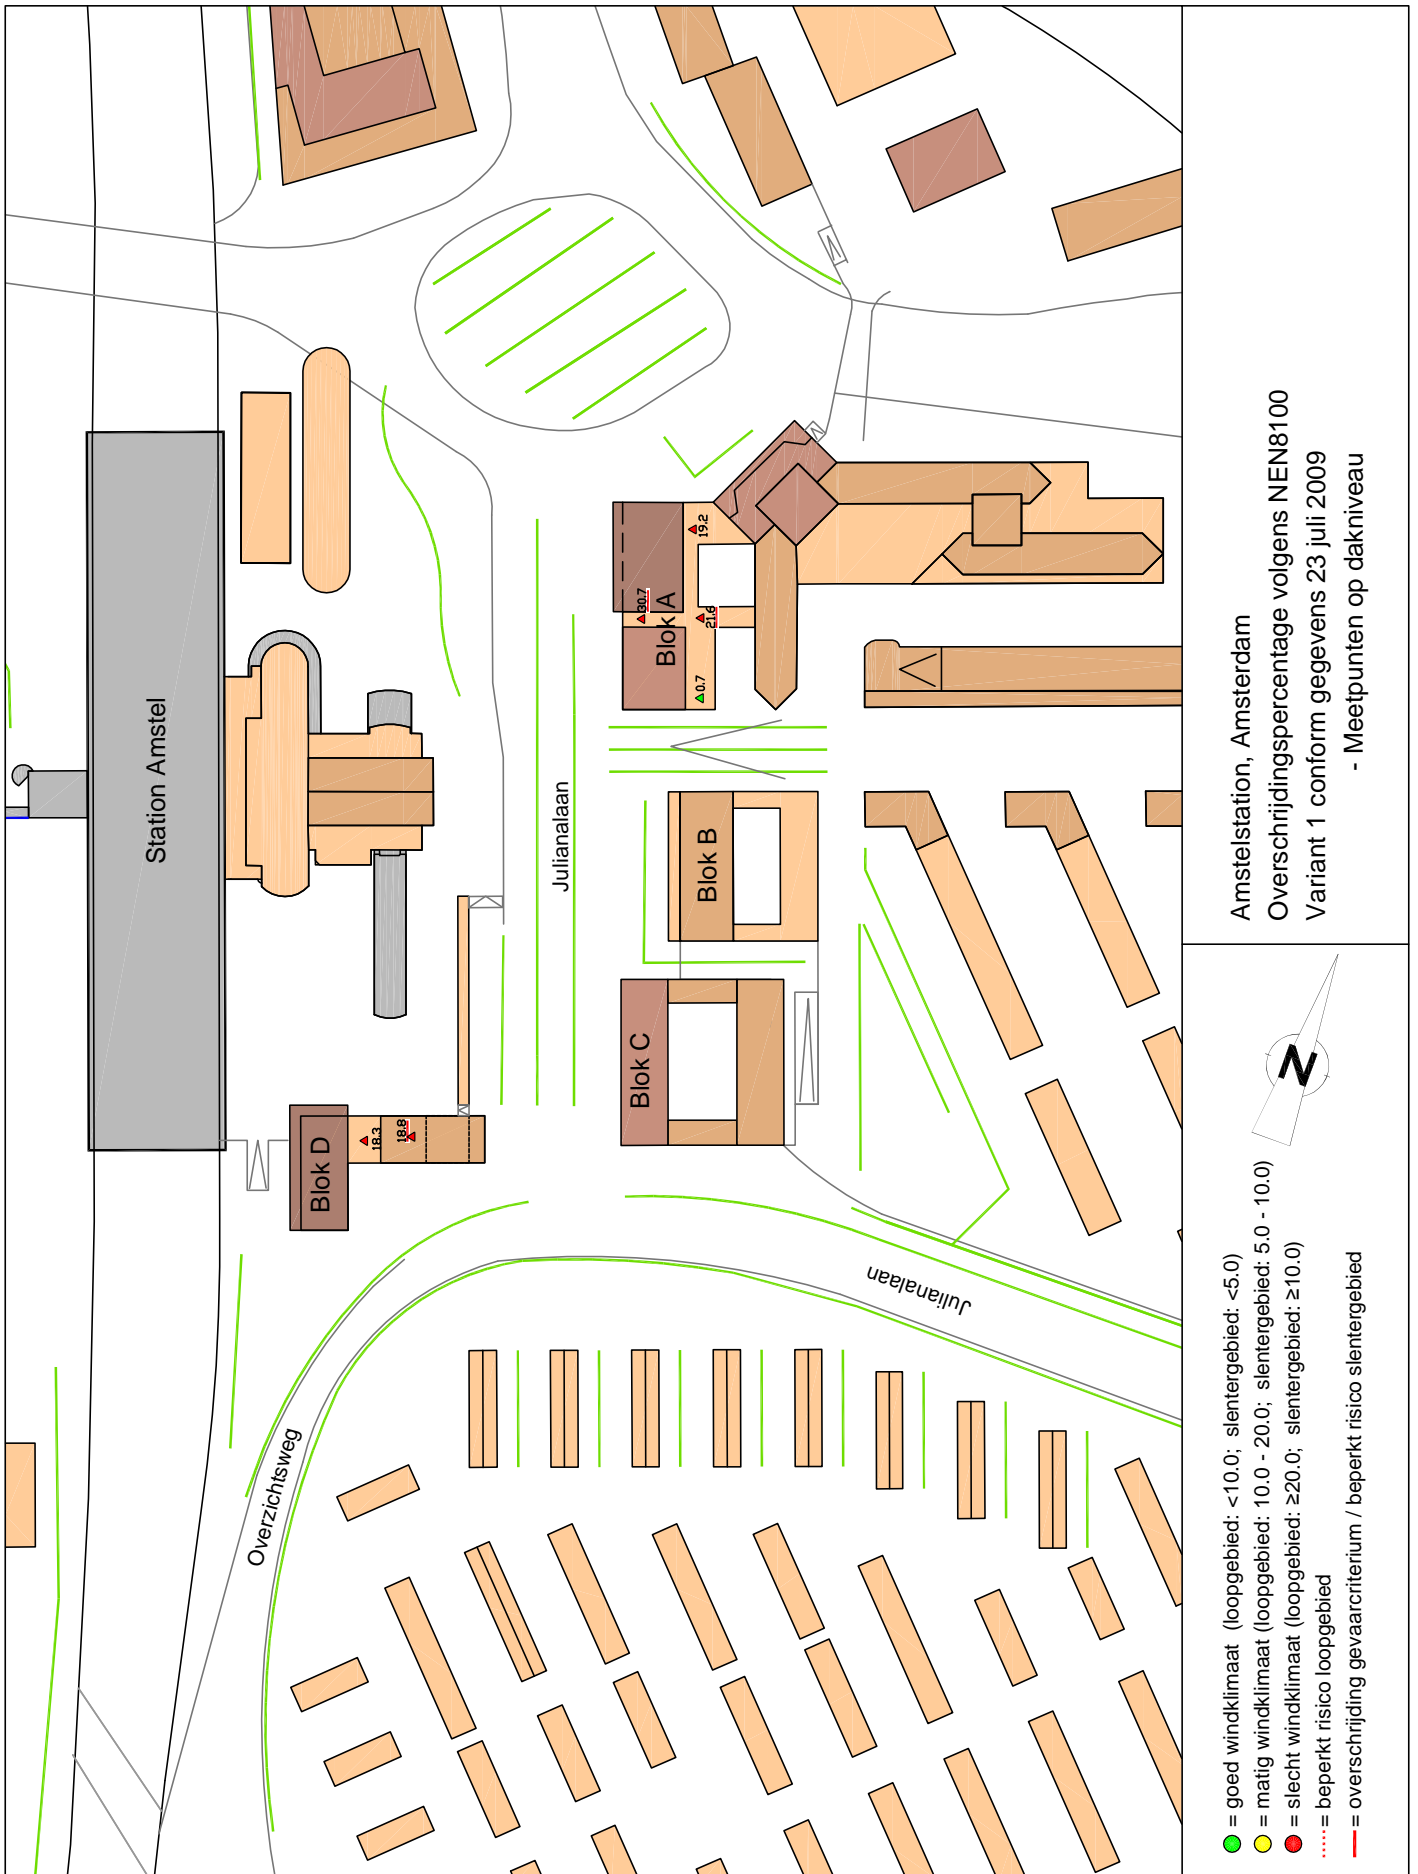 Station Amstel
Julianalaan
Blok A
30.7
19.2
21.6
0.7
Blok B
Blok C
Blok D
18.3
18.8
Julianalaan
Overzichtsweg
Amstelstation, Amsterdam
Overschrijdingspercentage volgens NEN8100
Variant 1 conform gegevens 23 juli 2009
- Meetpunten op dakniveau
N
= goed windklimaat (loopgebied: <10.0; slentergebied: <5.0)
= matig windklimaat (loopgebied: 10.0 - 20.0; slentergebied: 5.0 - 10.0)
= slecht windklimaat (loopgebied: ≥20.0; slentergebied: ≥10.0)
= beperkt risico loopgebied
= overschrijding gevaarcriterium / beperkt risico slentergebied